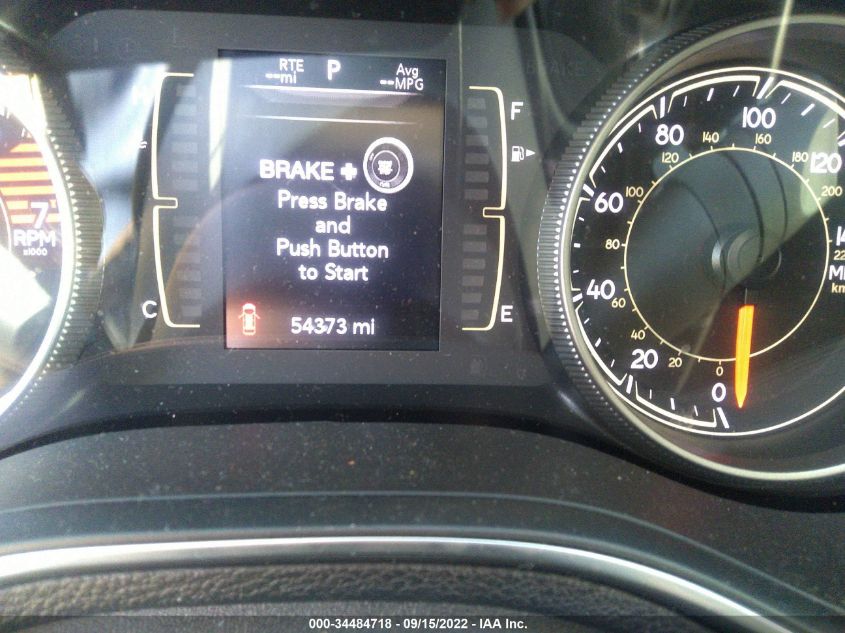 RTE
--mi
P
Avg
--MPG
BRAKE +
Press Brake
and
Push Button
to Start
54373 mi
C
F
E
7
RPM
x1000
0
20
40
60
80
100
120
0
20
40
60
80
100
120
140
160
180
200
000-34484718 - 09/15/2022 - IAA Inc.